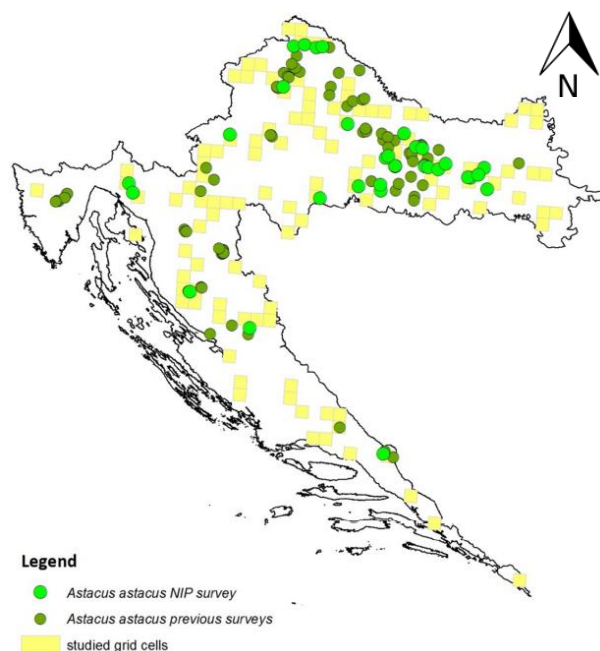 N
Legend
Astacus astacus NIP survey
Astacus astacus previous surveys
studied grid cells